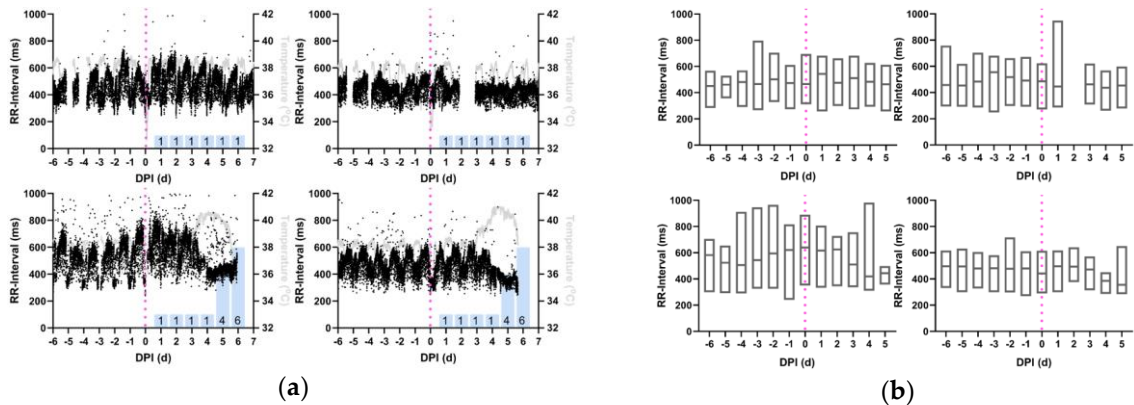 1000 42 1000 42
800 40 800 40
600 38 600 38
400 36 400 36
200 34 200 34
0 32 0 32
RR-Interval (ms) Temperature (°C) RR-Interval (ms) Temperature (°C)
1 1 1 1 1 1 1 1 1 1 1 1
-6 -5 -4 -3 -2 -1 0 1 2 3 4 5 6 7 -6 -5 -4 -3 -2 -1 0 1 2 3 4 5 6 7
DPI (d) DPI (d)
1000 42 1000 42
800 40 800 40
600 38 600 38
400 36 400 36
200 34 200 34
0 32 0 32
RR-Interval (ms) Temperature (°C) RR-Interval (ms) Temperature (°C)
1 1 1 1 4 6 1 1 1 1 4 6
-6 -5 -4 -3 -2 -1 0 1 2 3 4 5 6 7 -6 -5 -4 -3 -2 -1 0 1 2 3 4 5 6 7
DPI (d) DPI (d)
(a)
1000 1000
800 800
600 600
400 400
200 200
0 0
RR-Interval (ms) RR-Interval (ms)
-6 -5 -4 -3 -2 -1 0 1 2 3 4 5 -6 -5 -4 -3 -2 -1 0 1 2 3 4 5
DPI (d) DPI (d)
1000 1000
800 800
600 600
400 400
200 200
0 0
RR-Interval (ms) RR-Interval (ms)
-6 -5 -4 -3 -2 -1 0 1 2 3 4 5 -6 -5 -4 -3 -2 -1 0 1 2 3 4 5
DPI (d) DPI (d)
(b)